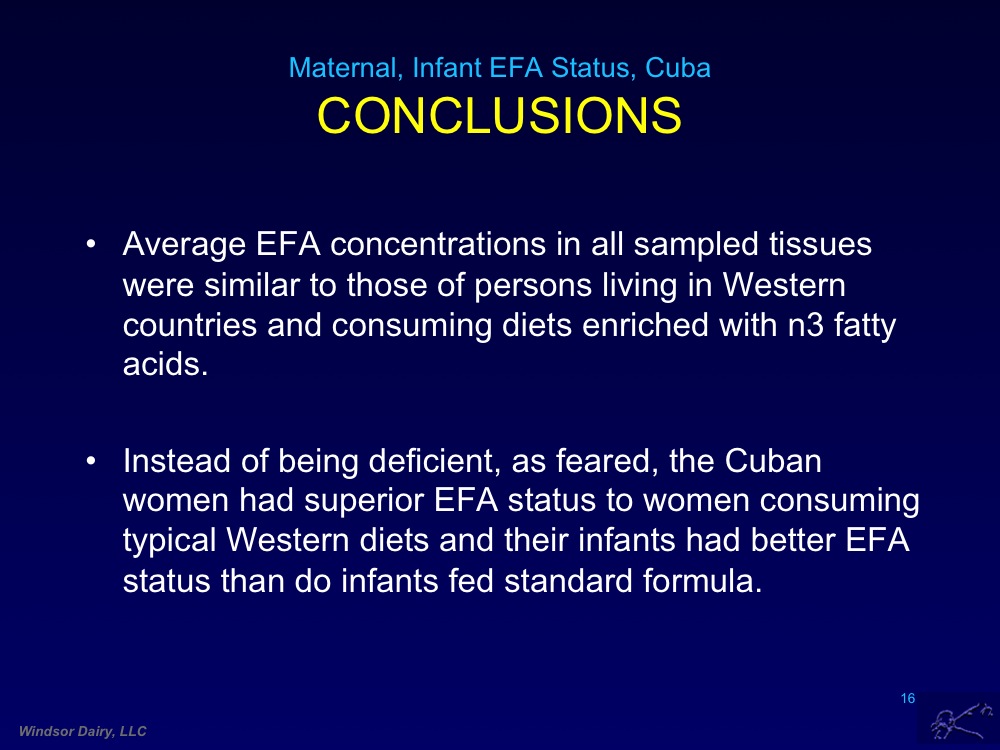 Maternal, Infant EFA Status, Cuba
CONCLUSIONS
• Average EFA concentrations in all sampled tissues
were similar to those of persons living in Western
countries and consuming diets enriched with n3 fatty
acids.
• Instead of being deficient, as feared, the Cuban
women had superior EFA status to women consuming
typical Western diets and their infants had better EFA
status than do infants fed standard formula.
16
Windsor Dairy, LLC